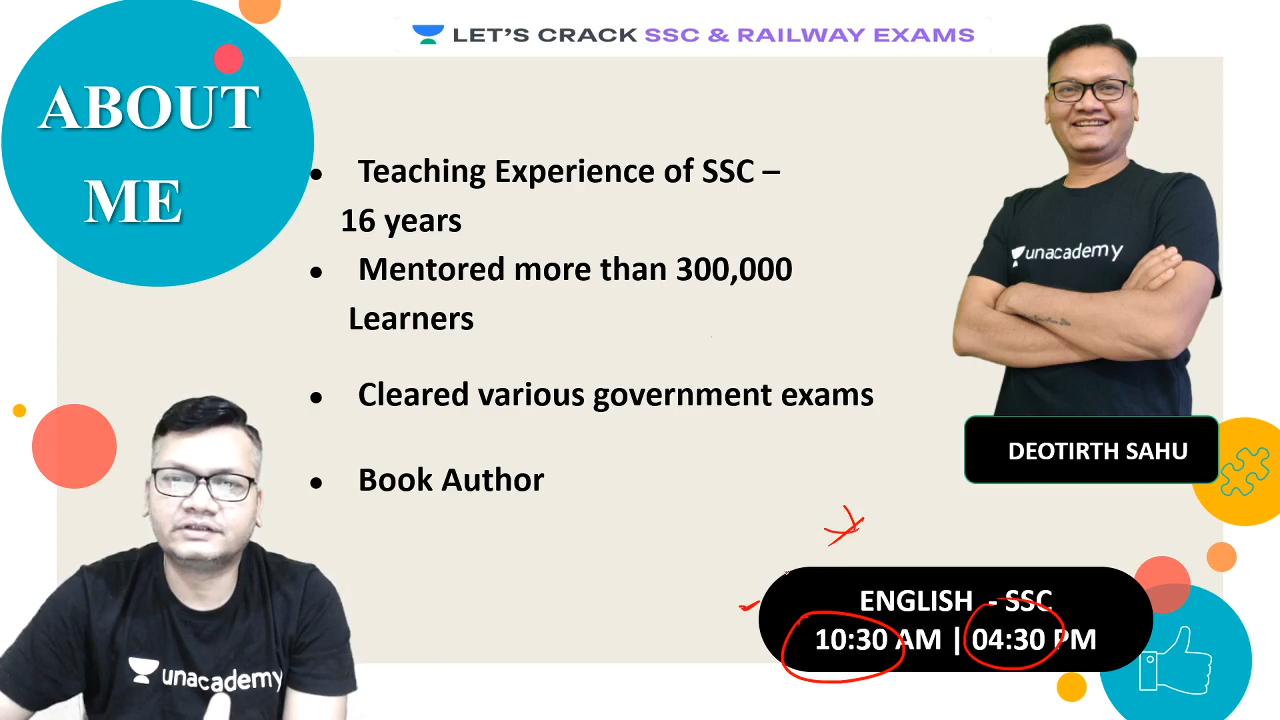 LET'S CRACK SSC & RAILWAY EXAMS
ABOUT
ME
• Teaching Experience of SSC –
16 years
• Mentored more than 300,000
Learners
• Cleared various government exams
• Book Author
unacademy
DEOTIRTH SAHU
ENGLISH - SSC
10:30 AM | 04:30 PM
unacademy